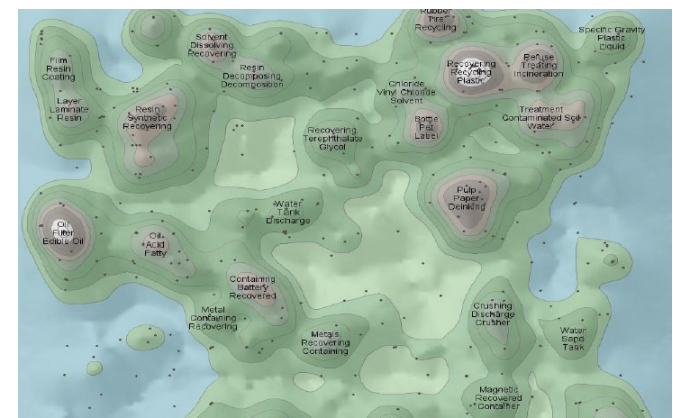 Rubber
Tire
Recycling
Specific Gravity
Plastic
Liquid
Solvent
Dissolving
Recovering
Film
Resin
Coating
Resin
Decomposing
Decomposition
Recovering
Recycling
Plastic
Refuse
Treating
Incineration
Chloride
Vinyl Chloride
Solvent
Layer
Laminate
Resin
Resin
Synthetic
Recovering
Treatment
Contaminated Soil
Water
Bottle
Pet
Label
Recovering
Terephthalate
Glycol
Pulp
Paper
Deinking
Water
Tank
Discharge
Oil
Filter
Edible Oil
Oil
Acid
Fatty
Containing
Battery
Recovered
Metal
Containing
Recovering
Crushing
Discharge
Crusher
Metals
Recovering
Containing
Water
Sand
Task
Magnetic
Recovered
Container